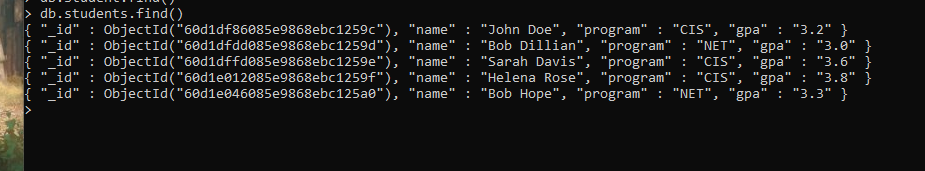 > db.students.find()
> db.students.find()
{ "_id" : ObjectId("60d1df86085e9868ebc1259c"), "name" : "John Doe", "program" : "CIS", "gpa" : "3.2" }
{ "_id" : ObjectId("60d1dfdd085e9868ebc1259d"), "name" : "Bob Dillian", "program" : "NET", "gpa" : "3.0" }
{ "_id" : ObjectId("60d1dffd085e9868ebc1259e"), "name" : "Sarah Davis", "program" : "CIS", "gpa" : "3.6" }
{ "_id" : ObjectId("60d1e012085e9868ebc1259f"), "name" : "Helena Rose", "program" : "CIS", "gpa" : "3.8" }
{ "_id" : ObjectId("60d1e046085e9868ebc125a0"), "name" : "Bob Hope", "program" : "NET", "gpa" : "3.3" }
>